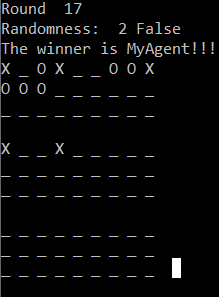 Round  17
Randomness:  2 False
The winner is MyAgent!!!
X _ O X _ _ O O X
O O O _ _ _ _ _ _
_ _ _ _ _ _ _ _ _
X _ _ X _ _ _ _ _
_ _ _ _ _ _ _ _ _
_ _ _ _ _ _ _ _ _
_ _ _ _ _ _ _ _ _
_ _ _ _ _ _ _ _ _
_ _ _ _ _ _ _ _ _